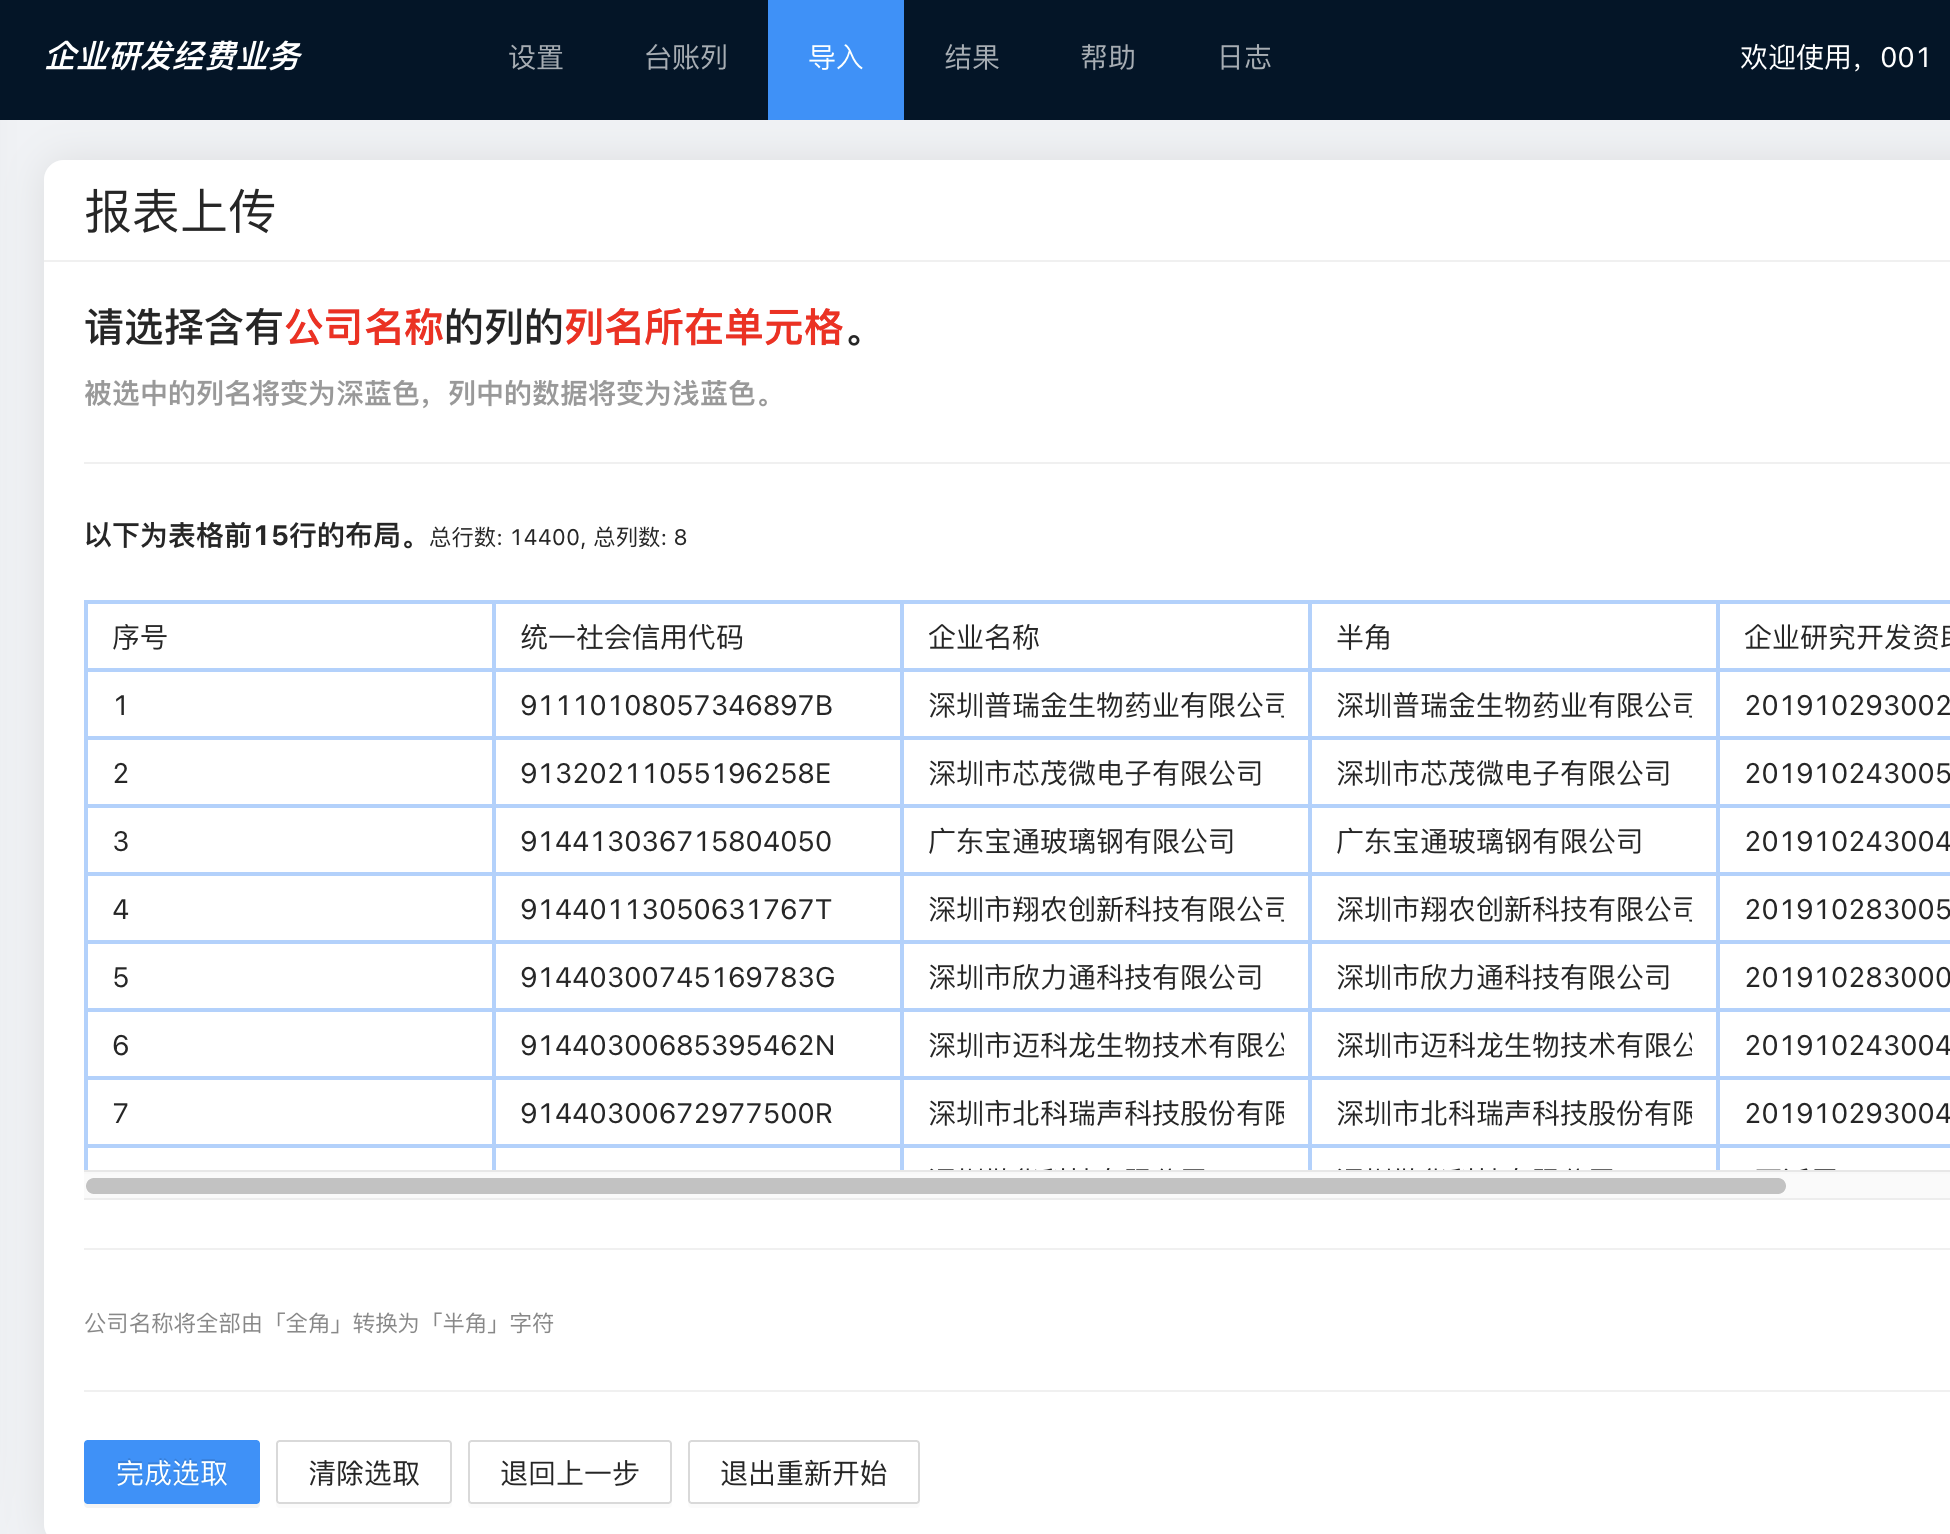 企业研发经费业务 设置 台账列 导入 结果 帮助 日志 欢迎使用，001
报表上传
请选择含有公司名称的列的列名所在单元格。
被选中的列名将变为深蓝色，列中的数据将变为浅蓝色。
以下为表格前15行的布局。总行数: 14400, 总列数: 8
序号 统一社会信用代码 企业名称 半角 企业研究开发资
1 91110108057346897B 深圳普瑞金生物药业有限公司 深圳普瑞金生物药业有限公司 201910293002
2 91320211055196258E 深圳市芯茂微电子有限公司 深圳市芯茂微电子有限公司 201910243005
3 914413036715804050 广东宝通玻璃钢有限公司 广东宝通玻璃钢有限公司 201910243004
4 91440113050631767T 深圳市翔农创新科技有限公司 深圳市翔农创新科技有限公司 201910283005
5 91440300745169783G 深圳市欣力通科技有限公司 深圳市欣力通科技有限公司 201910283000
6 91440300685395462N 深圳市迈科龙生物技术有限公 深圳市迈科龙生物技术有限公 201910243004
7 91440300672977500R 深圳市北科瑞声科技股份有限 深圳市北科瑞声科技股份有限 201910293004
公司名称将全部由「全角」转换为「半角」字符
完成选取 清除选取 退回上一步 退出重新开始